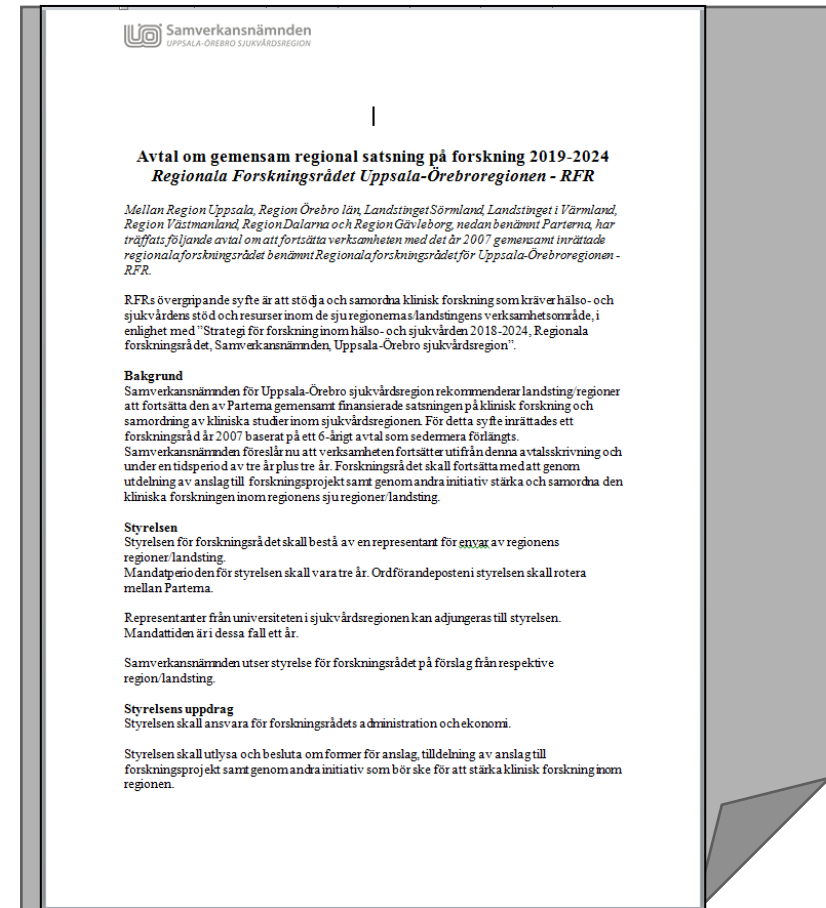 Samverkansnämnden
UPPSALA-ÖREBRO SJUKVÅRDSREGION
Avtal om gemensam regional satsning på forskning 2019-2024
Regionala Forskningsrådet Uppsala-Örebroregionen - RFR
Mellan Region Uppsala, Region Örebro län, Landstinget Sörmland, Landstinget i Värmland,
Region Västmanland, Region Dalarna och Region Gävleborg, nedan benämnt Parterna, har
träffats följande avtal om att fortsätta verksamheten med det år 2007 gemensamt inrättade
regionala forskningsrådet benämnt Regionala forskningsrådet för Uppsala-Örebroregionen -
RFR.
RFRs övergripande syfte är att stödja och samordna klinisk forskning som kräver hälso- och
sjukvårdens stöd och resurser inom de sju regionernas/landstingens verksamhetsområde, i
enlighet med ”Strategi för forskning inom hälso- och sjukvården 2018-2024, Regionala
forskningsrådet, Samverkansnämnden, Uppsala-Örebro sjukvårdsregion”.
Bakgrund
Samverkansnämnden för Uppsala-Örebro sjukvårdsregion rekommenderar landsting/regioner
att fortsätta den av Parterna gemensamt finansierade satsningen på klinisk forskning och
samordning av kliniska studier inom sjukvårdsregionen. För detta syfte inrättades ett
forskningsråd år 2007 baserat på ett 6-årigt avtal som sedermera förlängts.
Samverkansnämnden föreslår nu att verksamheten fortsätter utifrån denna avtalsskrivning och
under en tidsperiod av tre år plus tre år. Forskningsrådet skall fortsätta med att genom
utdelning av anslag till forskningsprojekt samt genom andra initiativ stärka och samordna den
kliniska forskningen inom regionens sju regioner/landsting.
Styrelsen
Styrelsen för forskningsrådet skall bestå av en representant för envar av regionens
regioner/landsting.
Mandatperioden för styrelsen skall vara tre år. Ordförandeposten i styrelsen skall rotera
mellan Parterna.
Representanter från universiteten i sjukvårdsregionen kan adjungeras till styrelsen.
Mandattiden är i dessa fall ett år.
Samverkansnämnden utser styrelse för forskningsrådet på förslag från respektive
region/landsting.
Styrelsens uppdrag
Styrelsen skall ansvara för forskningsrådets administration och ekonomi.
Styrelsen skall utlysa och besluta om former för anslag, tilldelning av anslag till
forskningsprojekt samt genom andra initiativ som bör ske för att stärka klinisk forskning inom
regionen.